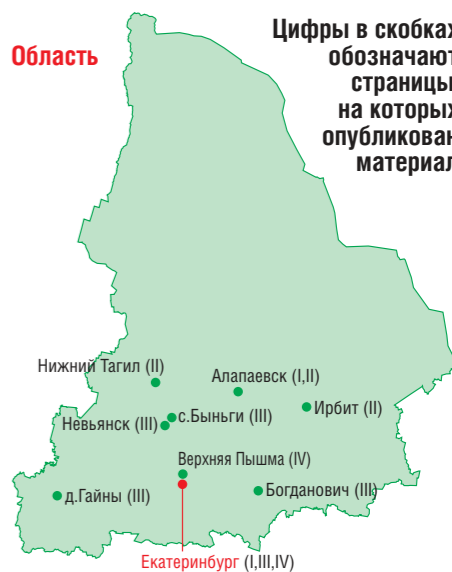 Область
Цифры в скобках
обозначают
страницы,
на которых
опубликован
материал
Нижний Тагил (II)
Алапаевск (I,II)
Ирбит (II)
с.Быньги (III)
Невьянск (III)
Верхняя Пышма (IV)
Богданович (III)
д.Гайны (III)
Екатеринбург (I,III,IV)